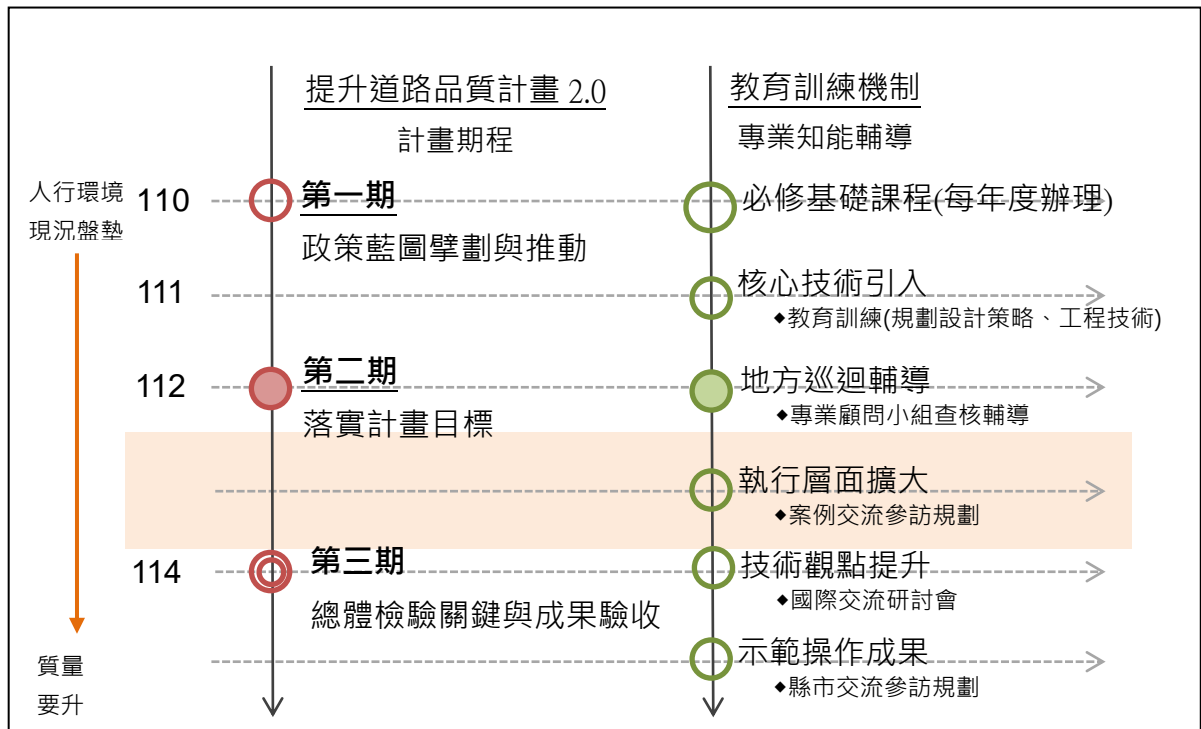 提升道路品質計畫 2.0
計畫期程
教育訓練機制
專業知能輔導
人行環境
現況盤墊
110
第一期
政策藍圖擘劃與推動
必修基礎課程(每年度辦理)
111
核心技術引入
◆教育訓練(規劃設計策略、工程技術)
112
第二期
落實計畫目標
地方巡迴輔導
◆專業顧問小組查核輔導
執行層面擴大
◆案例交流參訪規劃
114
第三期
總體檢驗關鍵與成果驗收
技術觀點提升
◆國際交流研討會
質量
要升
示範操作成果
◆縣市交流參訪規劃